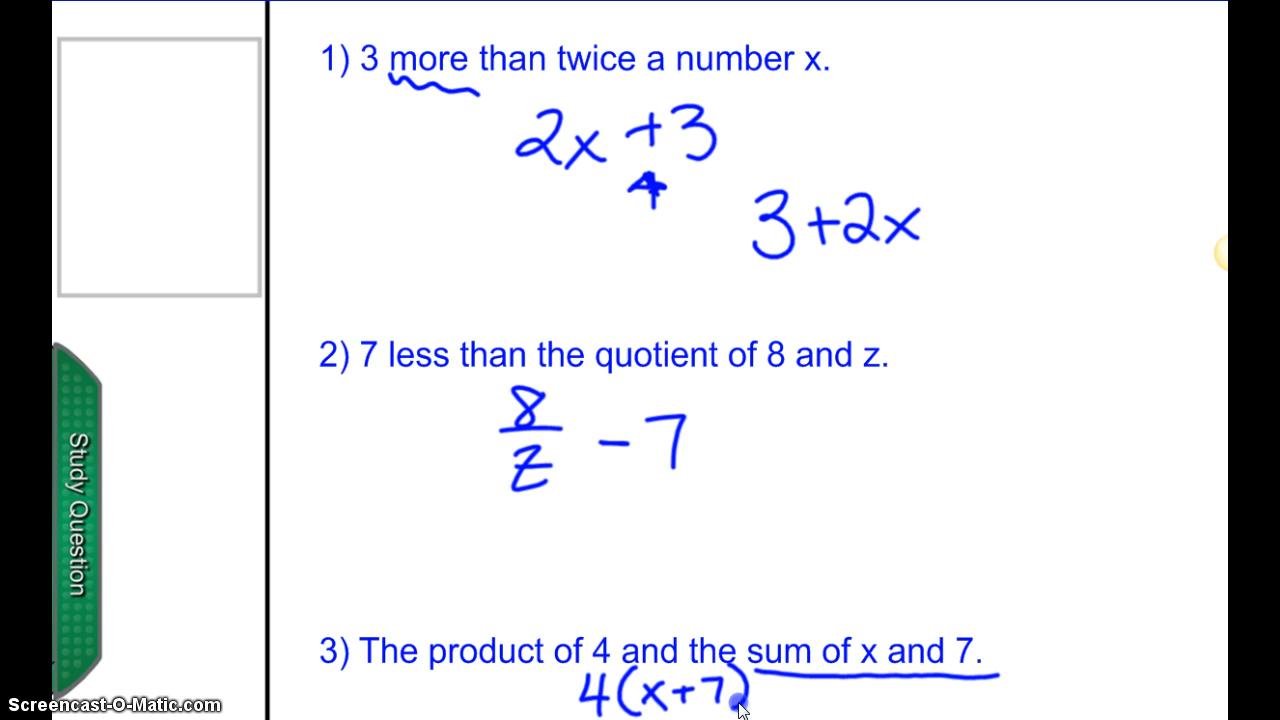 1) 3 more than twice a number x.
2x + 3
3 + 2x
2) 7 less than the quotient of 8 and z.
8
z
- 7
3) The product of 4 and the sum of x and 7.
4(x+7)
Study Question
Screencast-O-Matic.com